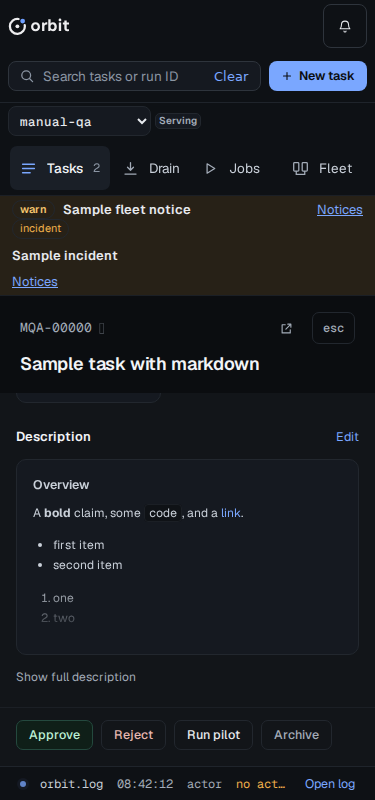 orbit
Search tasks or run ID Clear
+ New task
manual-qa Serving
Tasks 2 Drain Jobs Fleet
warn Sample fleet notice Notices
incident
Sample incident
Notices
MQA-00000 esc
Sample task with markdown
Description Edit
Overview
A bold claim, some code, and a link.
• first item
• second item
1. one
2. two
Show full description
Approve Reject Run pilot Archive
orbit.log 08:42:12 actor no act… Open log